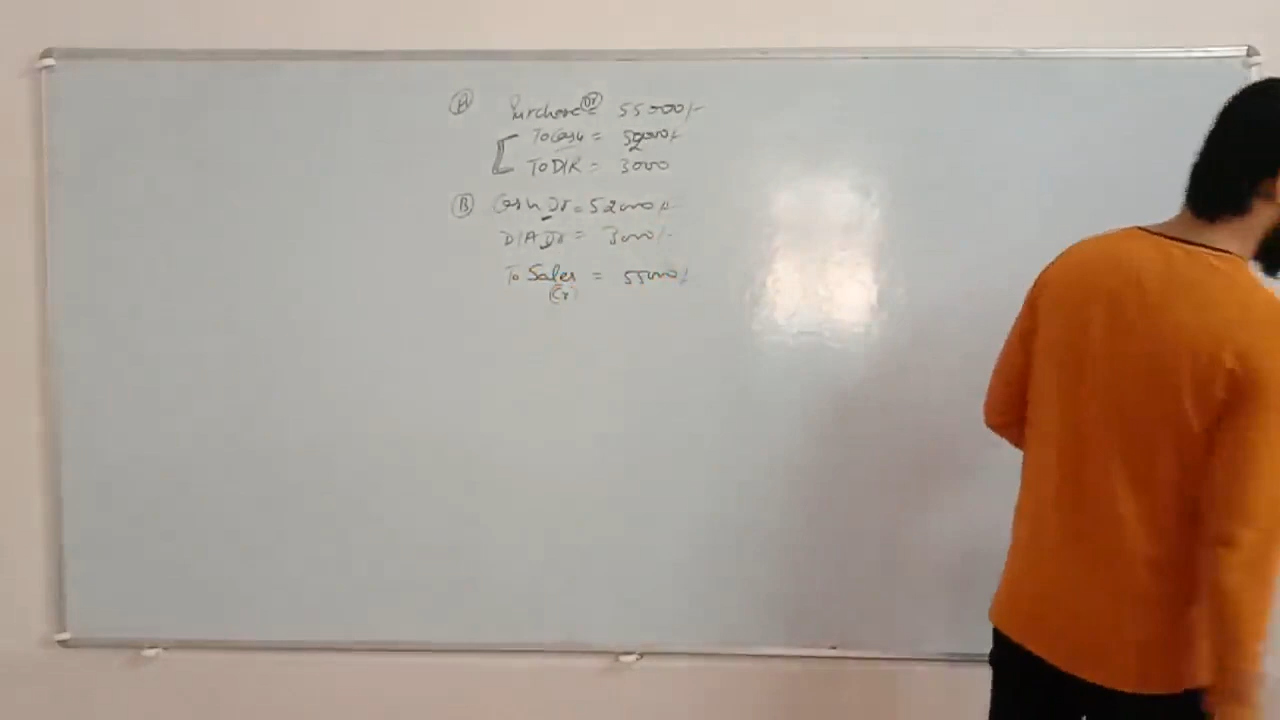 (A) Purchase (Dr) = 55000/-
[ To Cash = 52000/-
To D/R = 3000
(B) Cash Dr = 52000/-
D/A Dr = 3000/-
To Sales = 55000/-
(Cr)